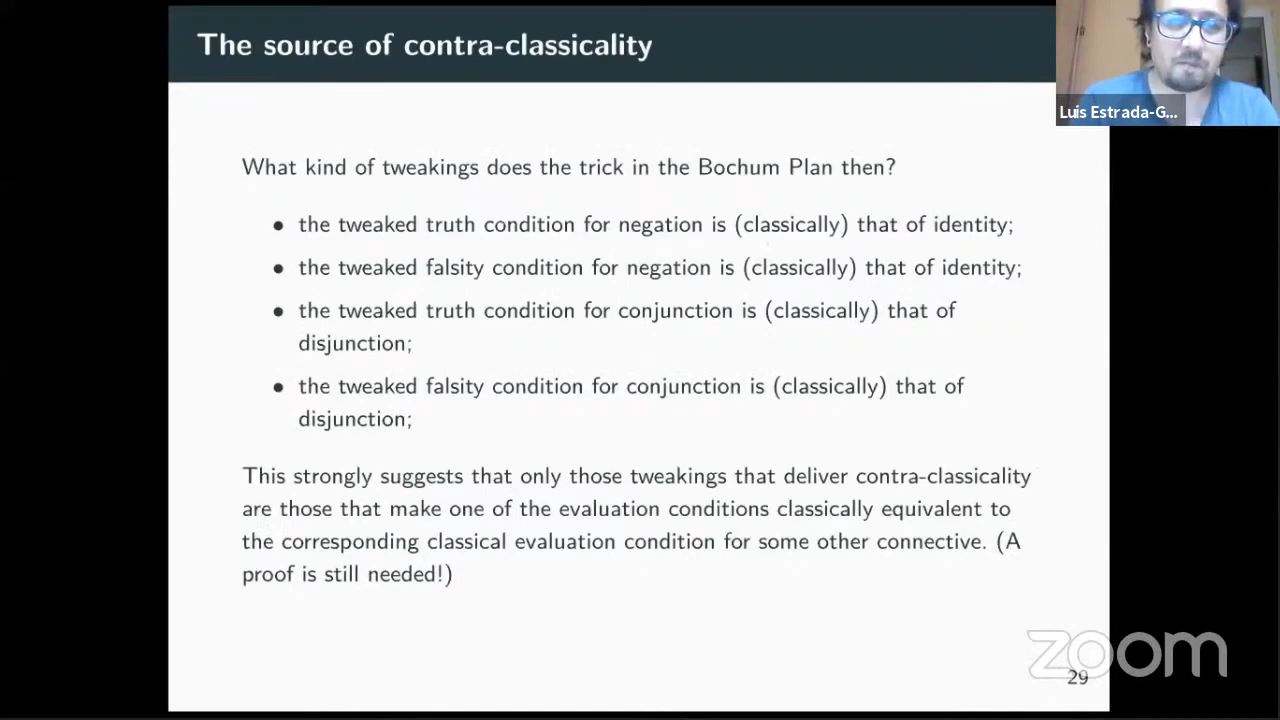 The source of contra-classicality
Luis Estrada-G...
What kind of tweakings does the trick in the Bochum Plan then?
• the tweaked truth condition for negation is (classically) that of identity;
• the tweaked falsity condition for negation is (classically) that of identity;
• the tweaked truth condition for conjunction is (classically) that of
disjunction;
• the tweaked falsity condition for conjunction is (classically) that of
disjunction;
This strongly suggests that only those tweakings that deliver contra-classicality
are those that make one of the evaluation conditions classically equivalent to
the corresponding classical evaluation condition for some other connective. (A
proof is still needed!)
zoom
29